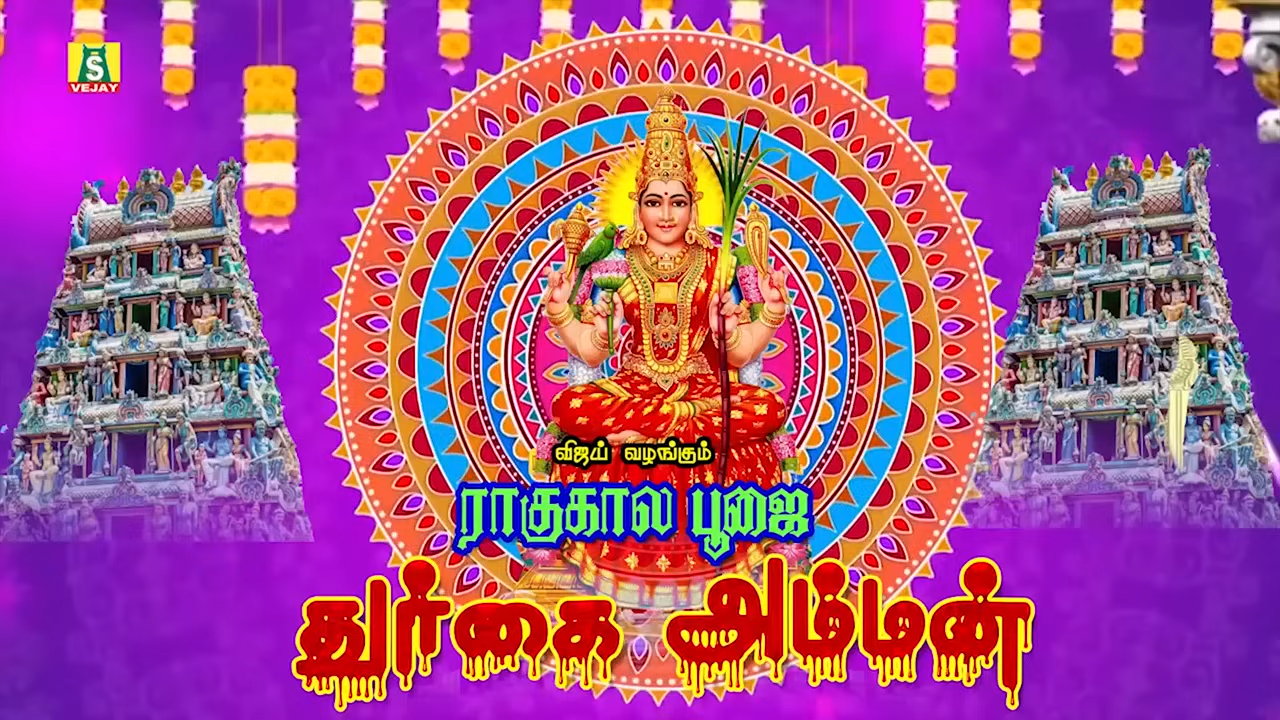 S
VEJAY
விஜய் வழங்கும்
ராகுகால பூஜை
துர்கை அம்மன்